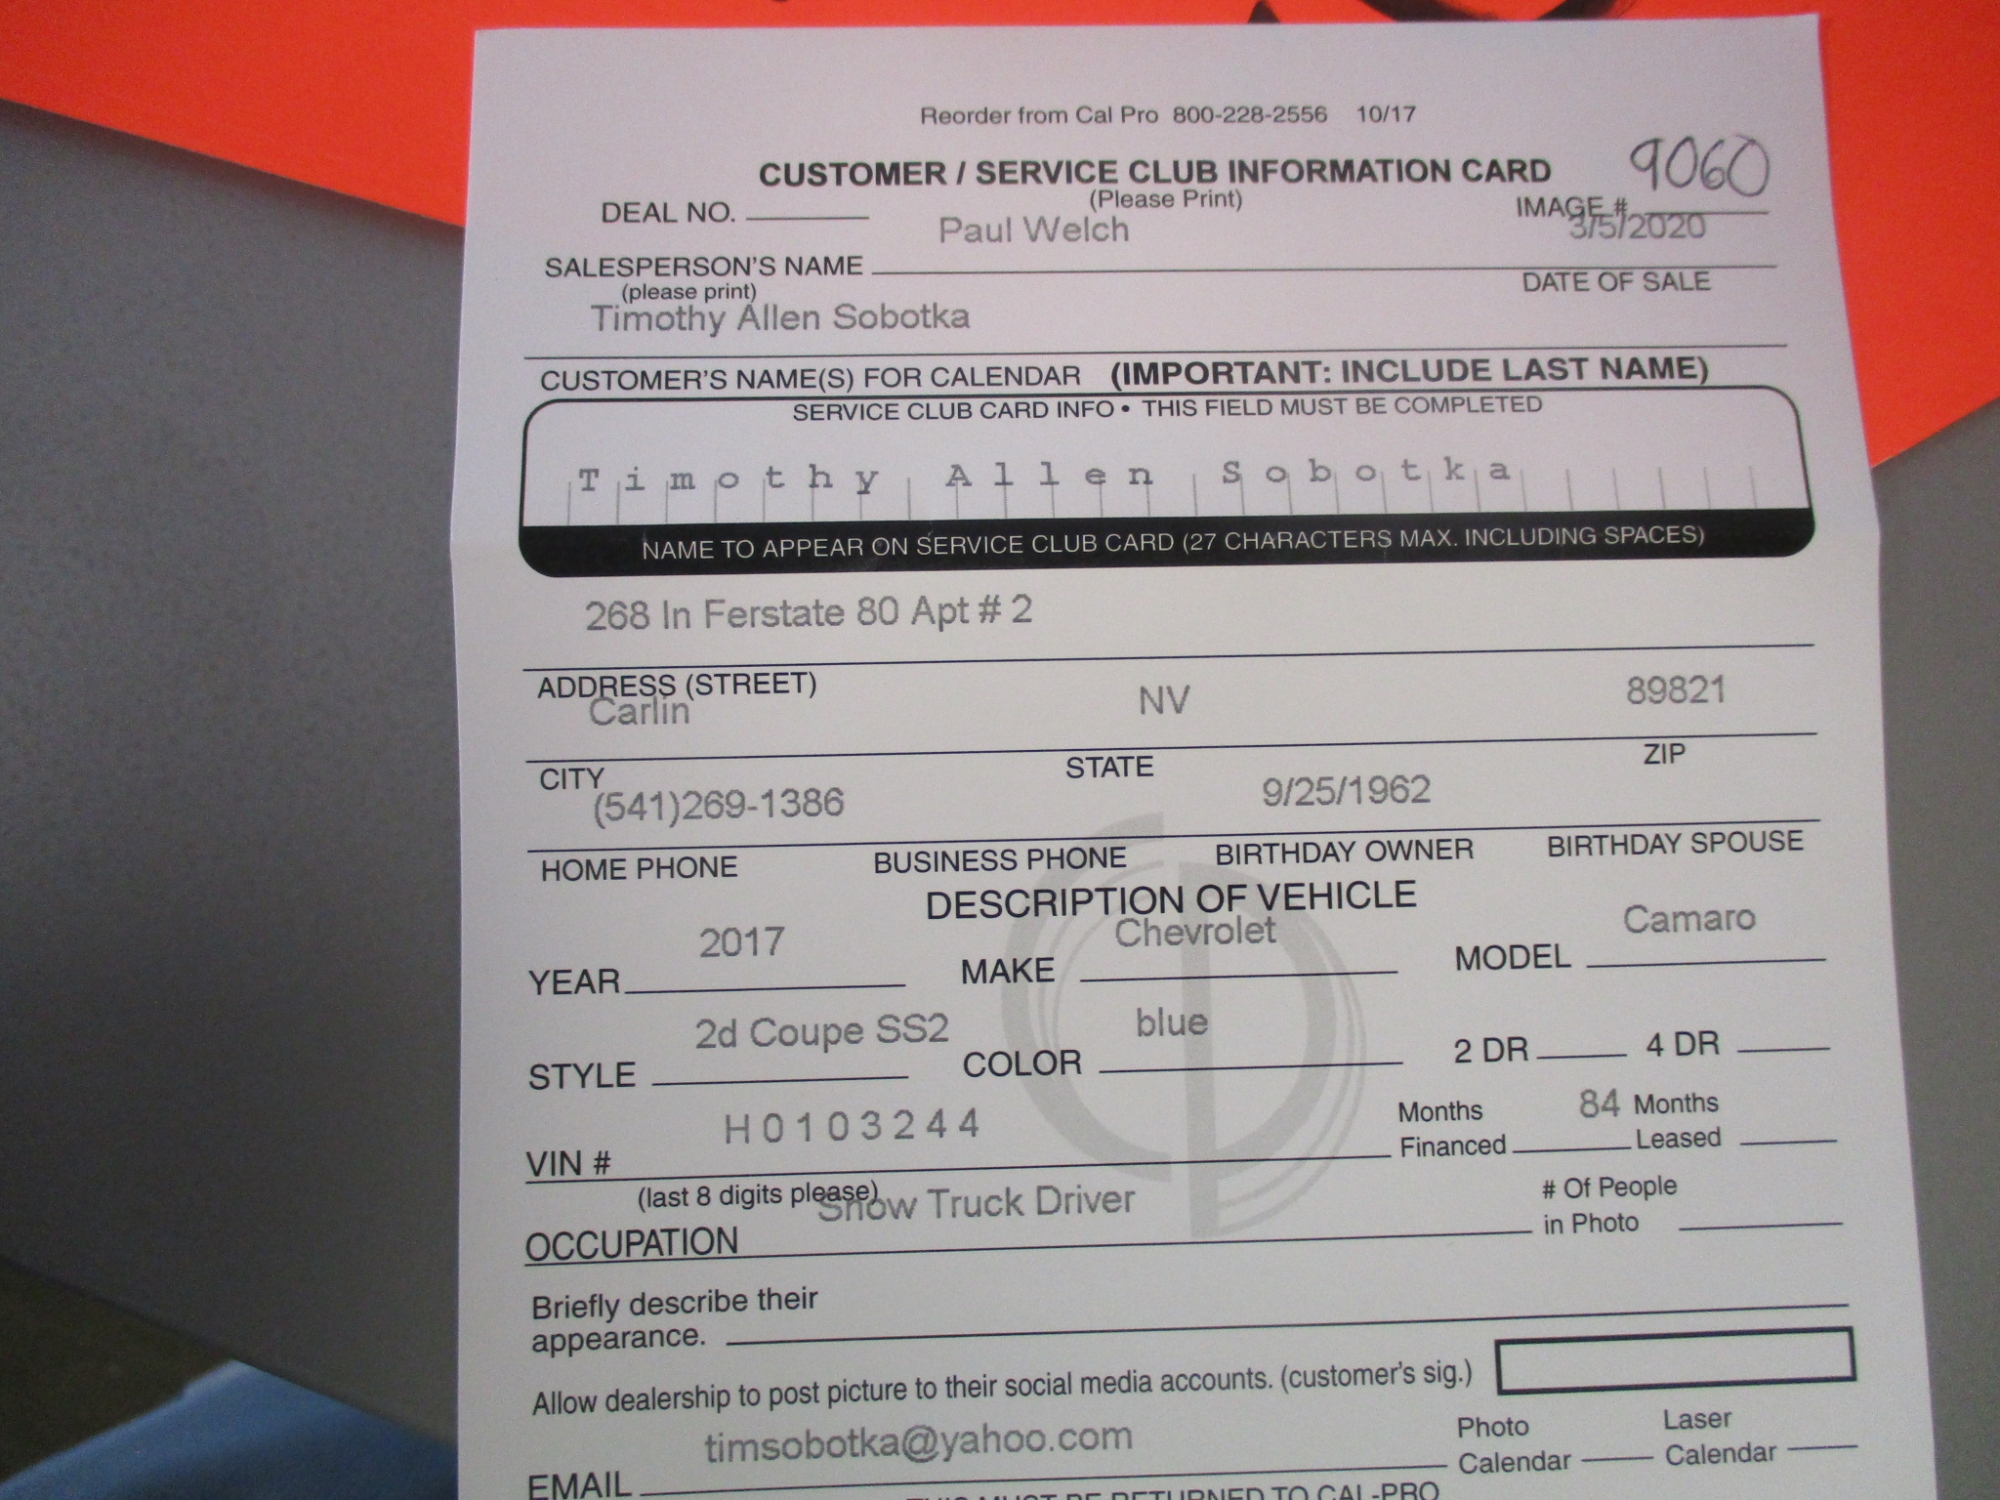 Reorder from Cal Pro 800-228-2556 10/17
CUSTOMER / SERVICE CLUB INFORMATION CARD 9060
(Please Print)
DEAL NO. IMAGE #
Paul Welch 3/5/2020
SALESPERSON'S NAME
(please print) DATE OF SALE
Timothy Allen Sobotka
CUSTOMER'S NAME(S) FOR CALENDAR (IMPORTANT: INCLUDE LAST NAME)
SERVICE CLUB CARD INFO • THIS FIELD MUST BE COMPLETED
Timothy Allen Sobotka
NAME TO APPEAR ON SERVICE CLUB CARD (27 CHARACTERS MAX. INCLUDING SPACES)
268 In Ferstate 80 Apt # 2
ADDRESS (STREET)
Carlin NV 89821
CITY STATE ZIP
(541)269-1386 9/25/1962
HOME PHONE BUSINESS PHONE BIRTHDAY OWNER BIRTHDAY SPOUSE
DESCRIPTION OF VEHICLE
2017 Chevrolet Camaro
YEAR MAKE MODEL
2d Coupe SS2 blue
STYLE COLOR 2 DR 4 DR
H0103244 84
VIN # Months Financed Months Leased
(last 8 digits please)
Snow Truck Driver
OCCUPATION # Of People in Photo
Briefly describe their
appearance.
Allow dealership to post picture to their social media accounts. (customer's sig.)
timsobotka@yahoo.com
EMAIL Photo Calendar Laser Calendar
THIS MUST BE RETURNED TO CAL-PRO